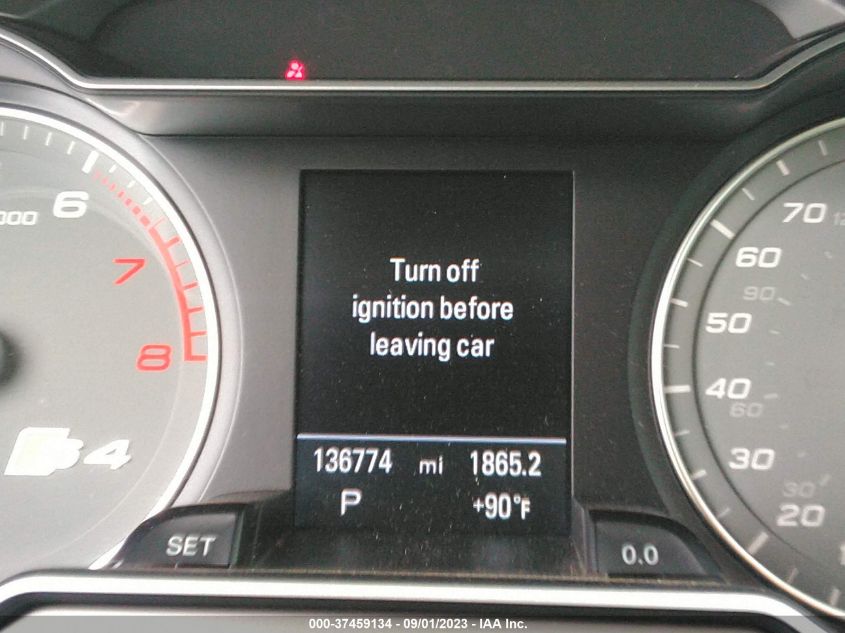 6
000
7
8
S4
Turn off
ignition before
leaving car
136774 mi 1865.2
P +90°F
SET
0.0
70
60
90
50
40
60
30
30
20
000-37459134 - 09/01/2023 - IAA Inc.